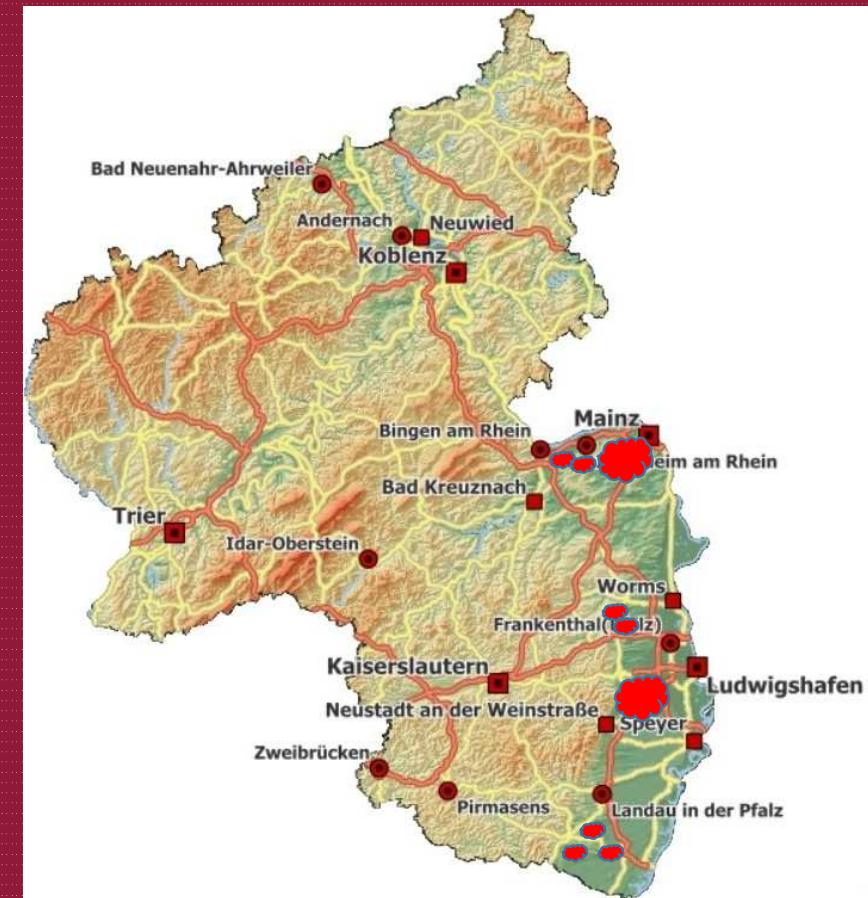 Bad Neuenahr-Ahrweiler
Andernach
Neuwied
Koblenz
Mainz
Bingen am Rhein
eim am Rhein
Bad Kreuznach
Trier
Idar-Oberstein
Worms
Frankenthal( lz)
Kaiserslautern
Ludwigshafen
Neustadt an der Weinstraße
Speyer
Zweibrücken
Pirmasens
Landau in der Pfalz